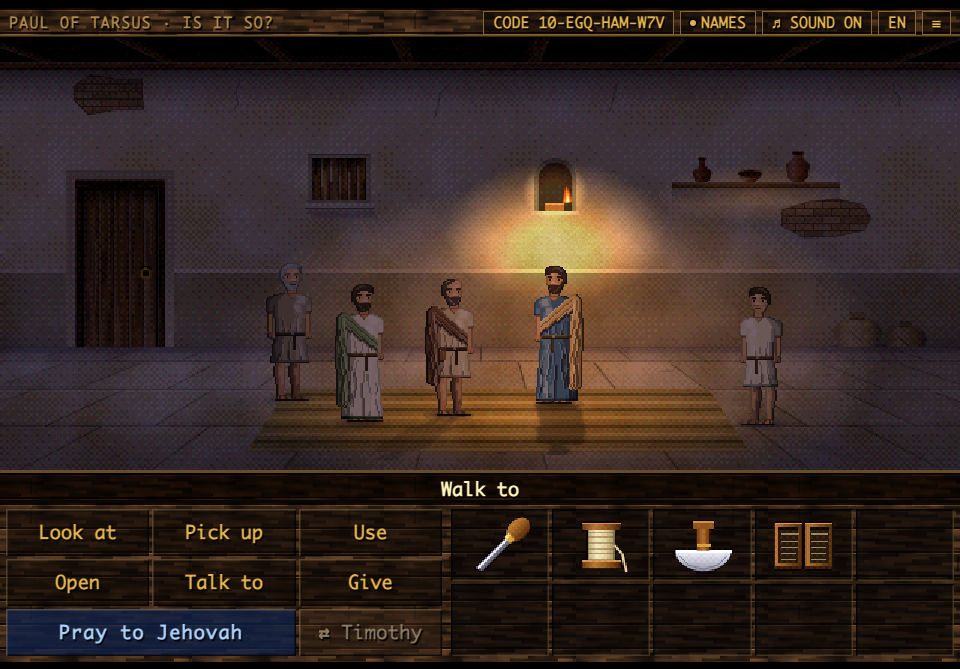 PAUL OF TARSUS · IS IT SO?
CODE 10-EGQ-HAM-W7V
• NAMES
♬ SOUND ON
EN
≡
Walk to
Look at
Pick up
Use
Open
Talk to
Give
Pray to Jehovah
⇄ Timothy